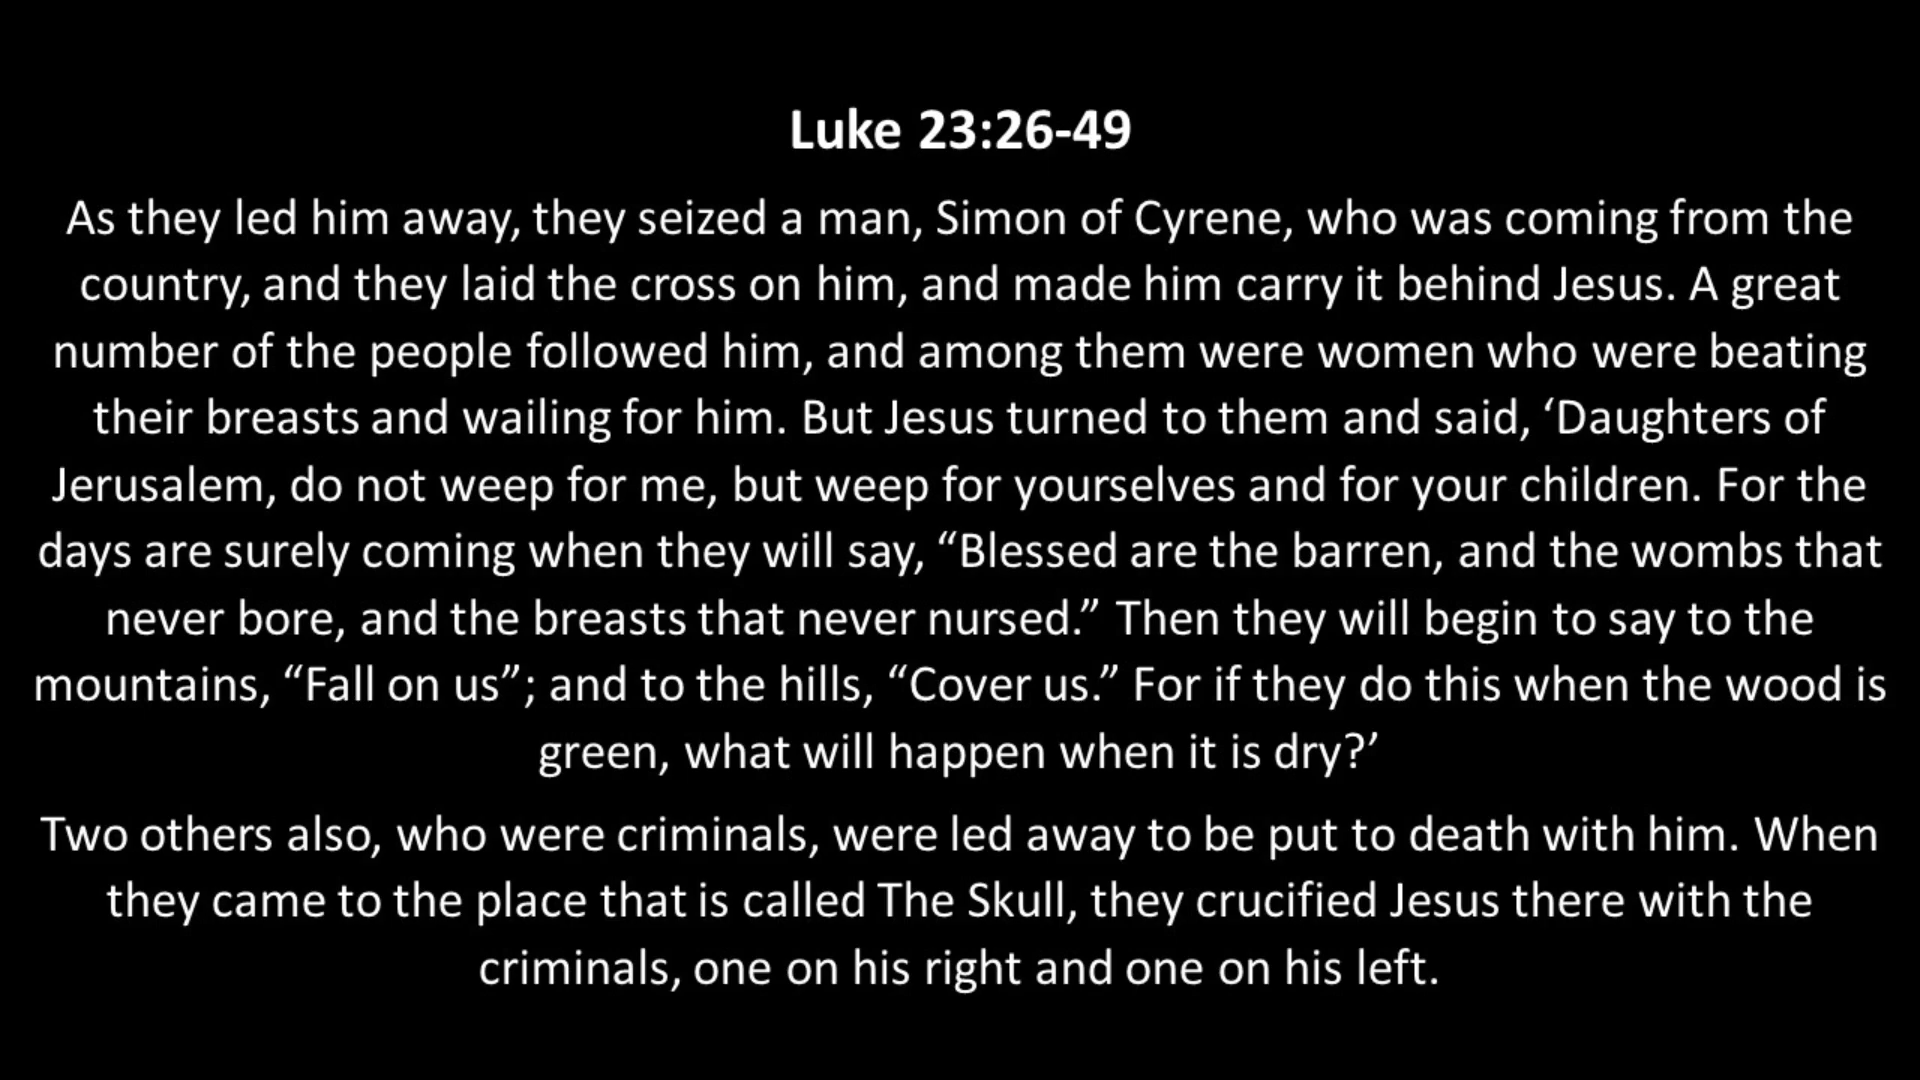 Luke 23:26-49
As they led him away, they seized a man, Simon of Cyrene, who was coming from the
country, and they laid the cross on him, and made him carry it behind Jesus. A great
number of the people followed him, and among them were women who were beating
their breasts and wailing for him. But Jesus turned to them and said, ‘Daughters of
Jerusalem, do not weep for me, but weep for yourselves and for your children. For the
days are surely coming when they will say, “Blessed are the barren, and the wombs that
never bore, and the breasts that never nursed.” Then they will begin to say to the
mountains, “Fall on us”; and to the hills, “Cover us.” For if they do this when the wood is
green, what will happen when it is dry?’
Two others also, who were criminals, were led away to be put to death with him. When
they came to the place that is called The Skull, they crucified Jesus there with the
criminals, one on his right and one on his left.